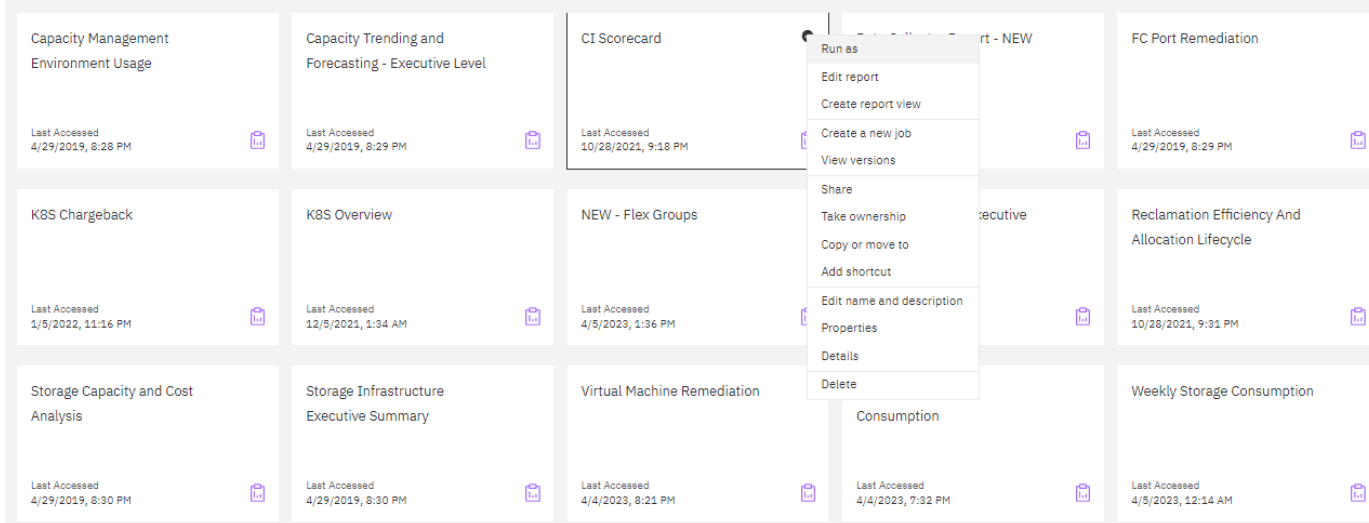 Capacity Management
Environment Usage
Last Accessed
4/29/2019, 8:28 PM
Capacity Trending and
Forecasting - Executive Level
Last Accessed
4/29/2019, 8:29 PM
CI Scorecard
Last Accessed
10/28/2021, 9:18 PM
Run as
Edit report
Create report view
Create a new job
View versions
Share
Take ownership
Copy or move to
Add shortcut
Edit name and description
Properties
Details
Delete
- NEW
FC Port Remediation
Last Accessed
4/29/2019, 8:29 PM
K8S Chargeback
Last Accessed
1/5/2022, 11:16 PM
K8S Overview
Last Accessed
12/5/2021, 1:34 AM
NEW - Flex Groups
Last Accessed
4/5/2023, 1:36 PM
Reclamation Efficiency And
Allocation Lifecycle
Last Accessed
10/28/2021, 9:31 PM
Storage Capacity and Cost
Analysis
Last Accessed
4/29/2019, 8:30 PM
Storage Infrastructure
Executive Summary
Last Accessed
4/29/2019, 8:30 PM
Virtual Machine Remediation
Last Accessed
4/4/2023, 8:21 PM
Consumption
Last Accessed
4/4/2023, 7:32 PM
Weekly Storage Consumption
Last Accessed
4/5/2023, 12:14 AM